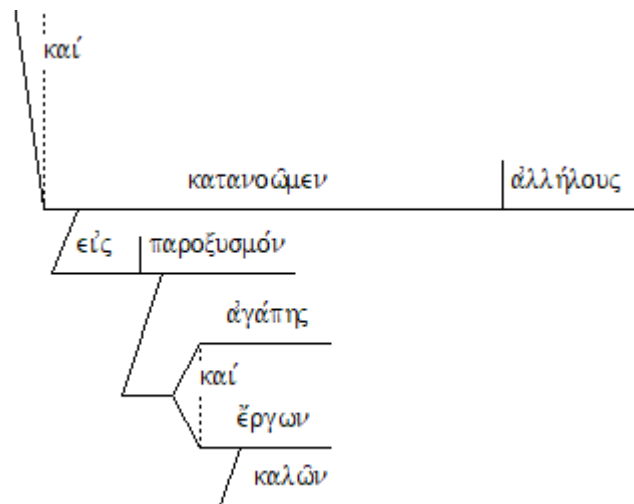 καί
κατανοῶμεν ἀλλήλους
εἰς παροξυσμόν
ἀγάπης
καί
ἔργων
καλῶν